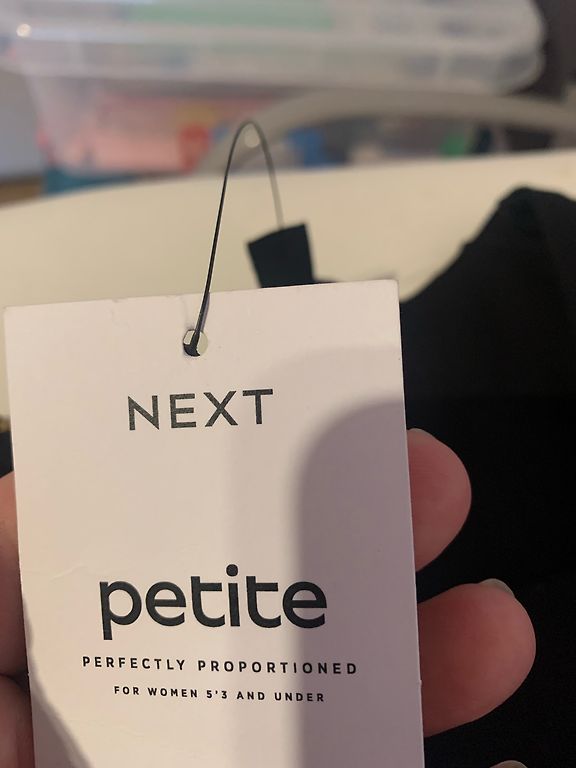 NEXT
petite
PERFECTLY PROPORTIONED
FOR WOMEN 5'3 AND UNDER